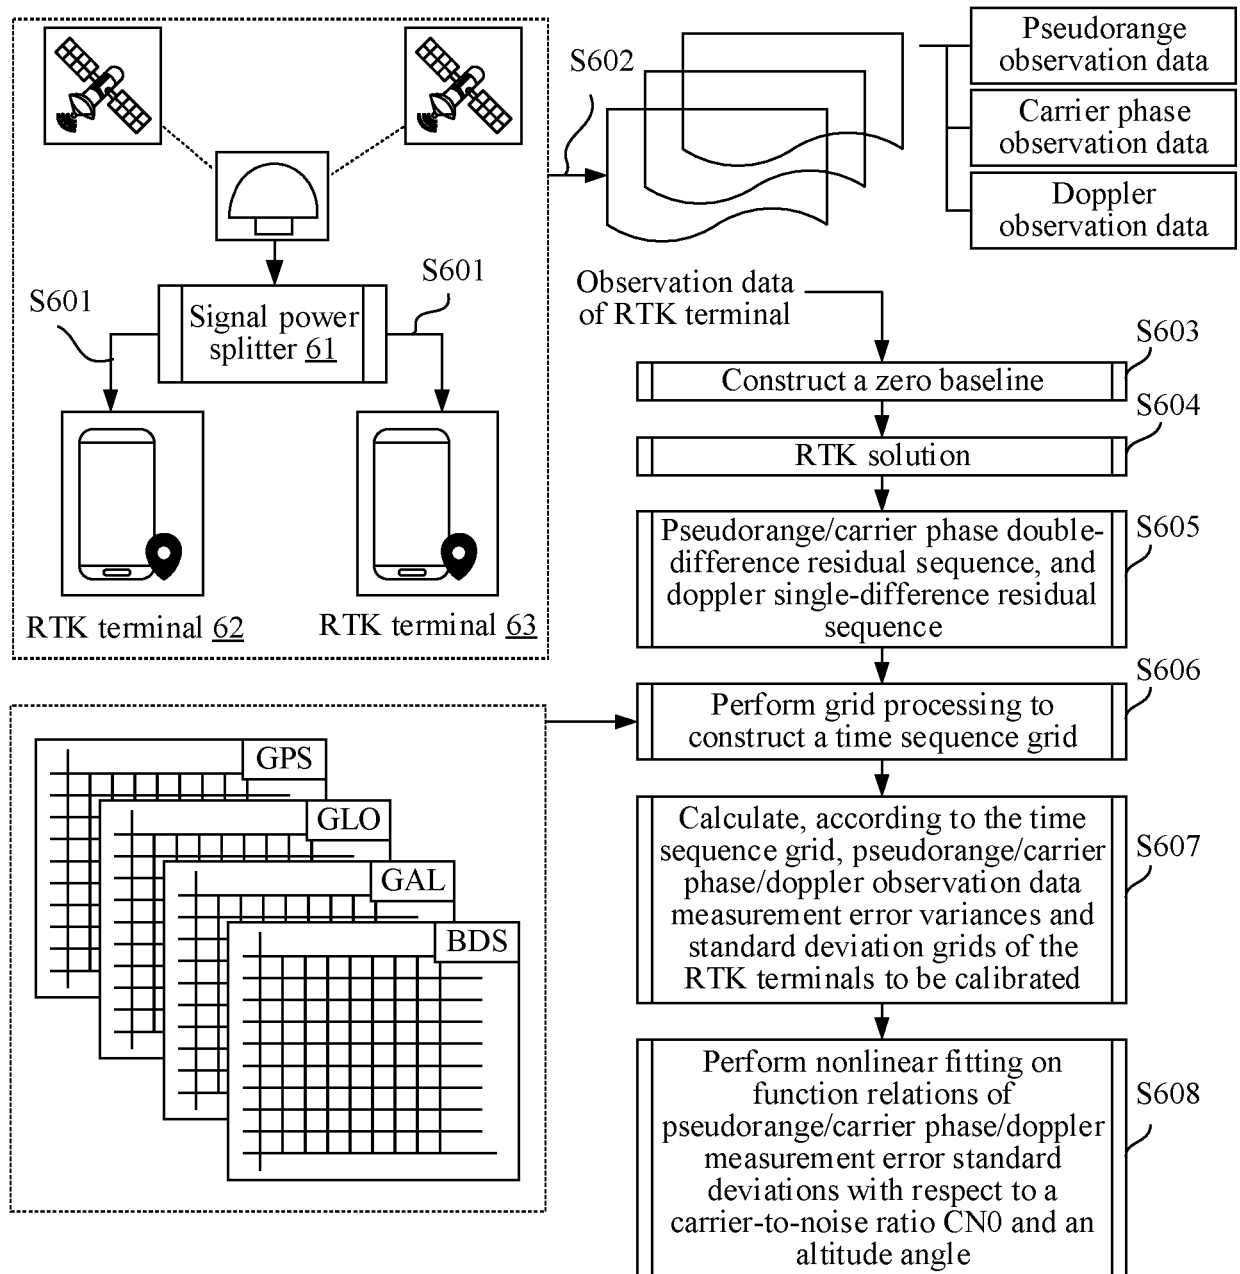 S602
Pseudorange
observation data
Carrier phase
observation data
Doppler
observation data
S601
S601
Signal power
splitter 61
RTK terminal 62
RTK terminal 63
Observation data
of RTK terminal
S603
Construct a zero baseline
S604
RTK solution
S605
Pseudorange/carrier phase double-
difference residual sequence, and
doppler single-difference residual
sequence
S606
Perform grid processing to
construct a time sequence grid
GPS
GLO
GAL
BDS
S607
Calculate, according to the time
sequence grid, pseudorange/carrier
phase/doppler observation data
measurement error variances and
standard deviation grids of the
RTK terminals to be calibrated
S608
Perform nonlinear fitting on
function relations of
pseudorange/carrier phase/doppler
measurement error standard
deviations with respect to a
carrier-to-noise ratio CN0 and an
altitude angle